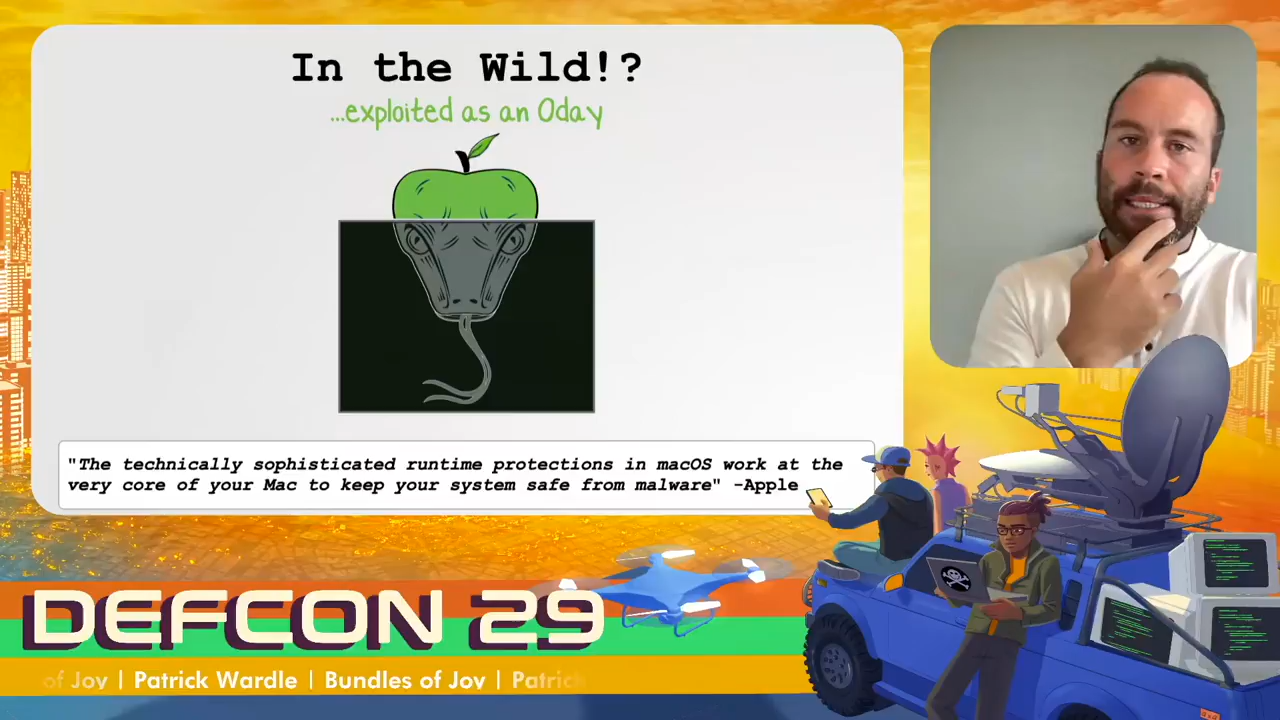 In the Wild!?
...exploited as an 0day
"The technically sophisticated runtime protections in macOS work at the
very core of your Mac to keep your system safe from malware" -Apple
DEFCON 29
of Joy | Patrick Wardle | Bundles of Joy | Patric